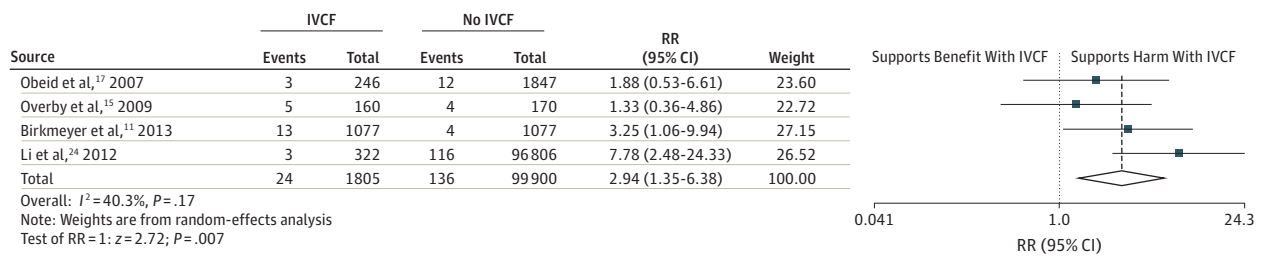 IVCF No IVCF
Source Events Total Events Total RR (95% CI) Weight
Supports Benefit With IVCF Supports Harm With IVCF
Obeid et al,17 2007 3 246 12 1847 1.88 (0.53-6.61) 23.60
Overby et al,15 2009 5 160 4 170 1.33 (0.36-4.86) 22.72
Birkmeyer et al,11 2013 13 1077 4 1077 3.25 (1.06-9.94) 27.15
Li et al,24 2012 3 322 116 96 806 7.78 (2.48-24.33) 26.52
Total 24 1805 136 99 900 2.94 (1.35-6.38) 100.00
Overall: I2 = 40.3%, P = .17
Note: Weights are from random-effects analysis
Test of RR = 1: z = 2.72; P = .007
0.041 1.0 24.3
RR (95% CI)